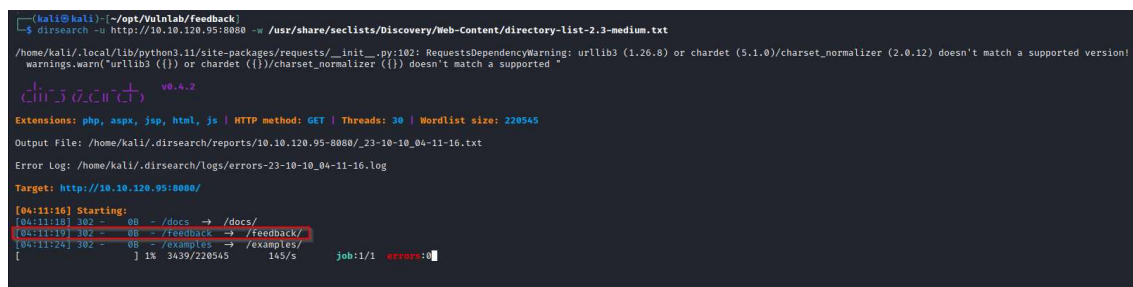 (kali㉿kali)-[~/opt/Vulnlab/feedback]
$ dirsearch -u http://10.10.120.95:8080 -w /usr/share/seclists/Discovery/Web-Content/directory-list-2.3-medium.txt
/home/kali/.local/lib/python3.11/site-packages/requests/__init__.py:102: RequestsDependencyWarning: urllib3 (1.26.8) or chardet (5.1.0)/charset_normalizer (2.0.12) doesn't match a supported version!
warnings.warn("urllib3 ({}) or chardet ({})/charset_normalizer ({}) doesn't match a supported "
v0.4.2
Extensions: php, aspx, jsp, html, js | HTTP method: GET | Threads: 30 | Wordlist size: 220545
Output File: /home/kali/.dirsearch/reports/10.10.120.95-8080/_23-10-10_04-11-16.txt
Error Log: /home/kali/.dirsearch/logs/errors-23-10-10_04-11-16.log
Target: http://10.10.120.95:8080/
[04:11:16] Starting:
[04:11:18] 302 - 0B - /docs → /docs/
[04:11:19] 302 - 0B - /feedback → /feedback/
[04:11:24] 302 - 0B - /examples → /examples/
[ ] 1% 3439/220545 145/s job:1/1 errors:0